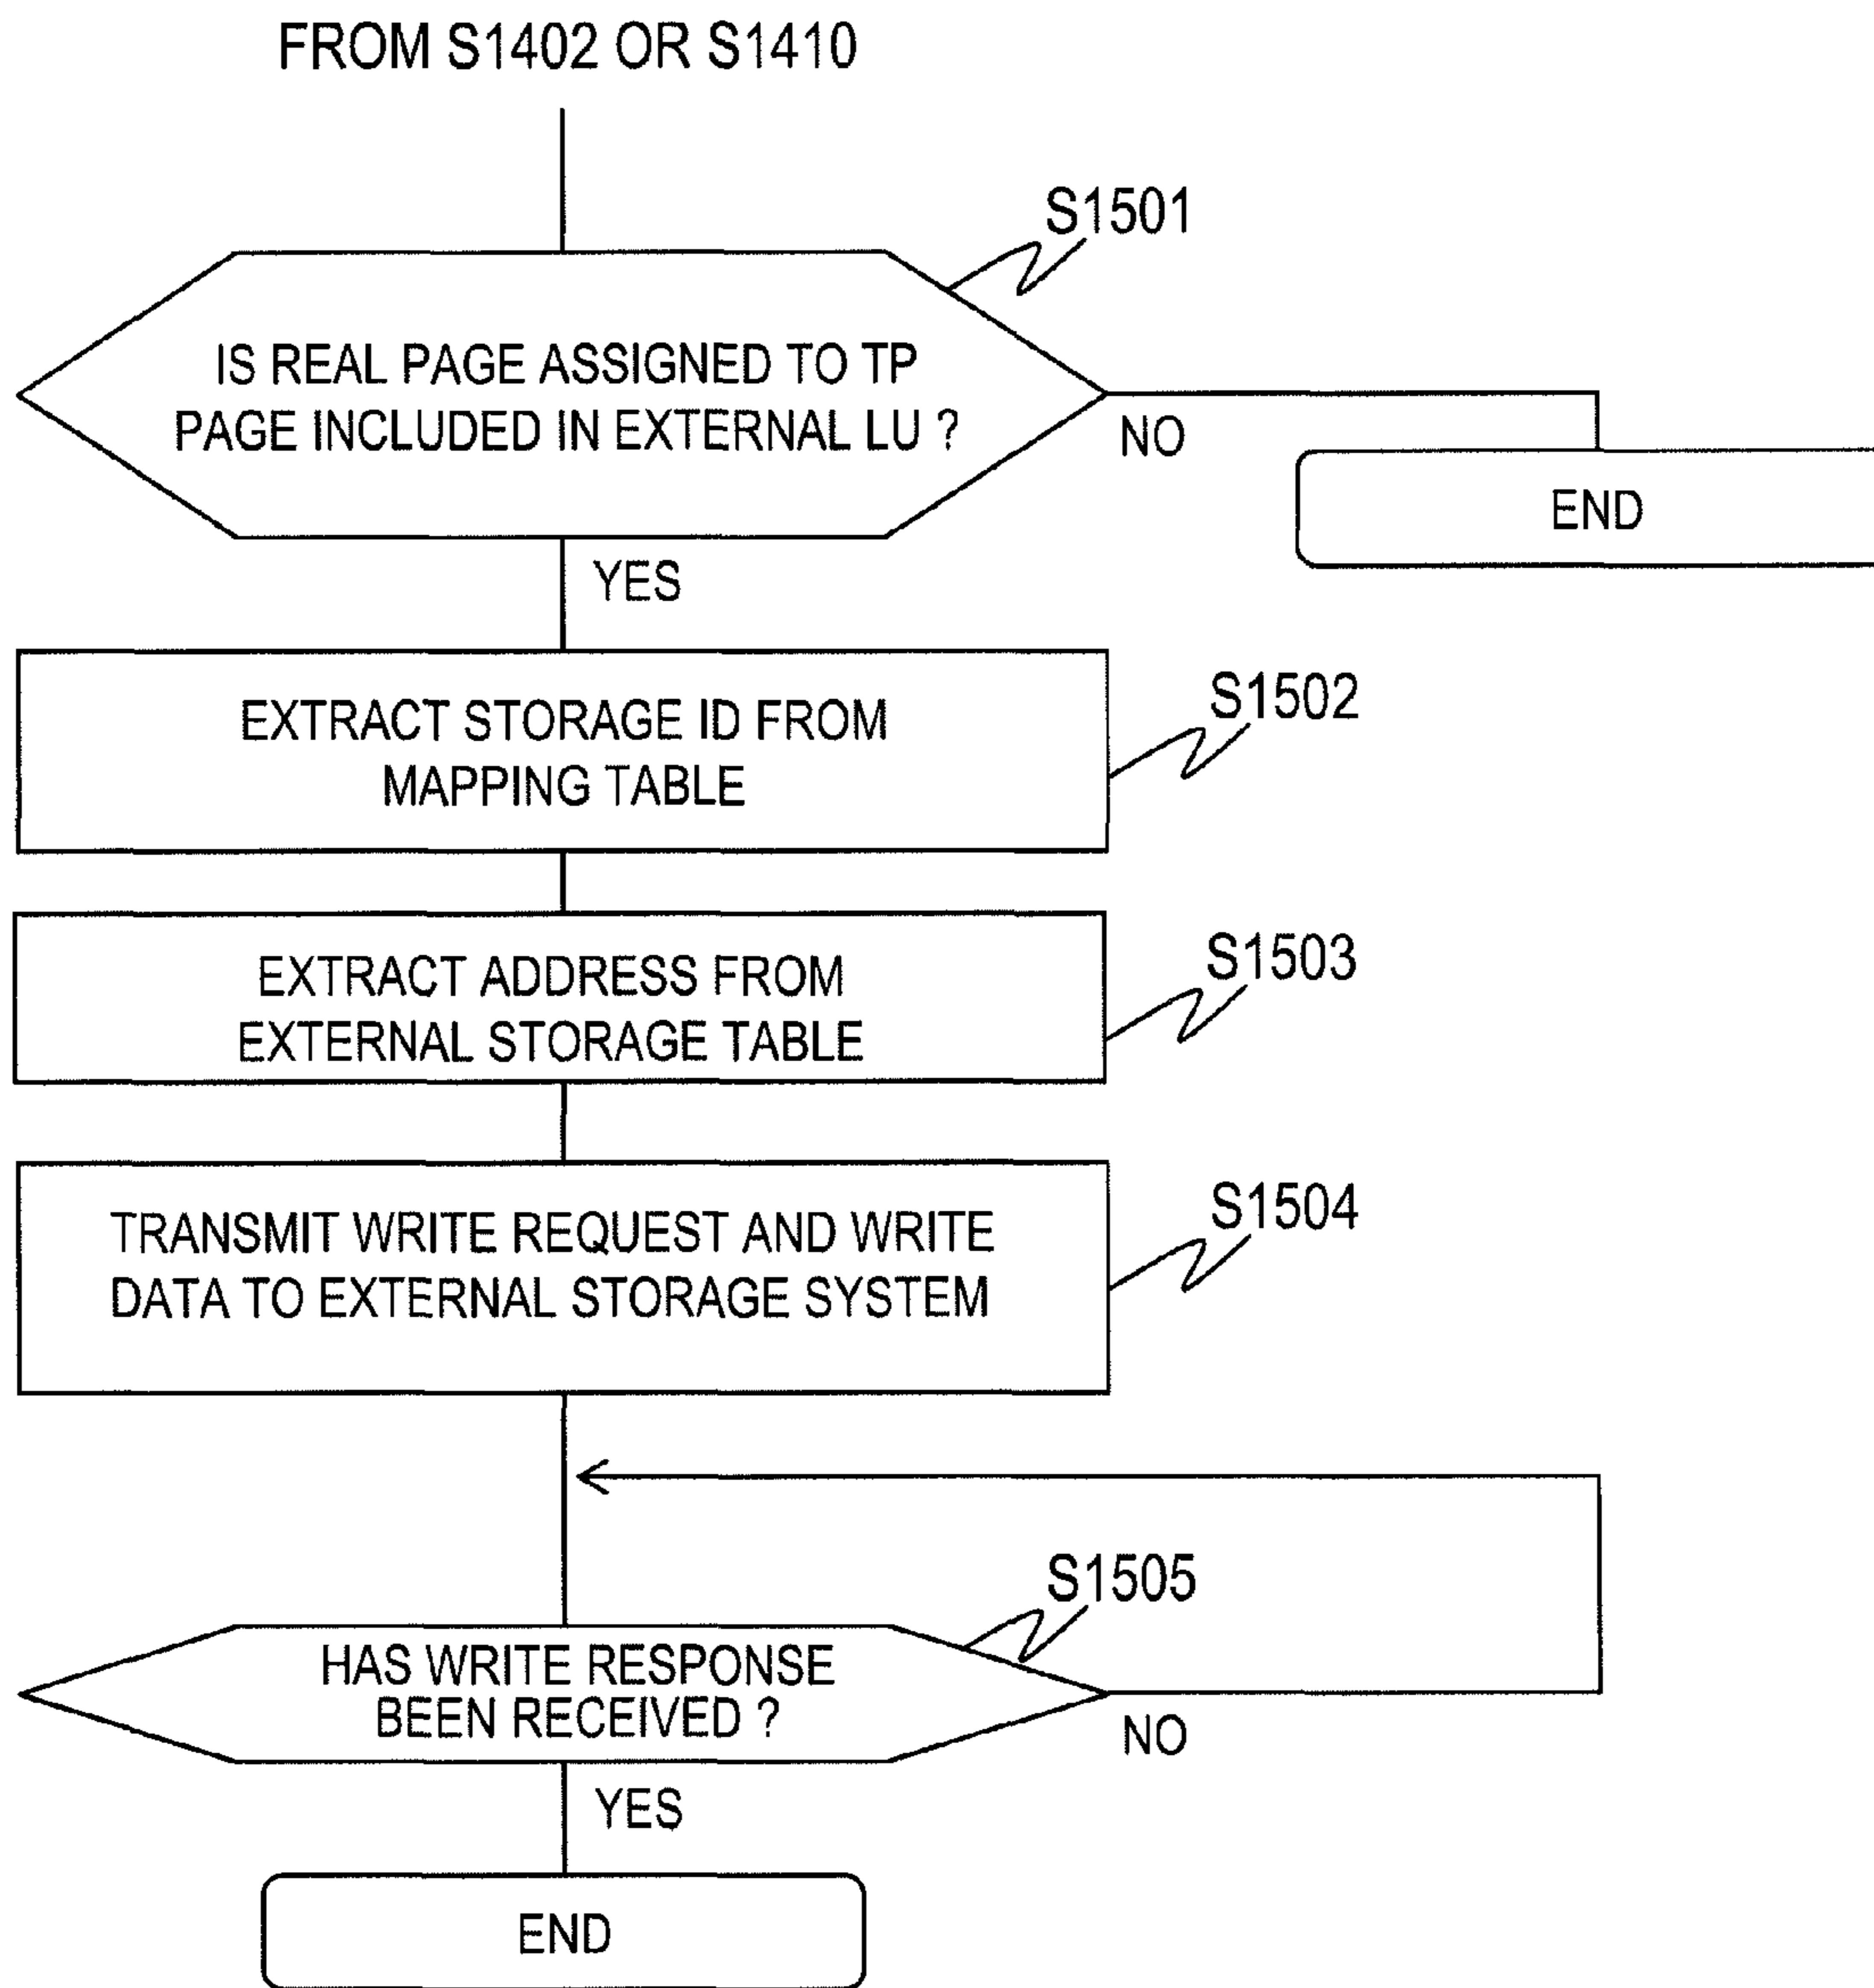 FROM S1402 OR S1410
S1501
IS REAL PAGE ASSIGNED TO TP
PAGE INCLUDED IN EXTERNAL LU ?
NO
END
YES
EXTRACT STORAGE ID FROM
MAPPING TABLE
S1502
EXTRACT ADDRESS FROM
EXTERNAL STORAGE TABLE
S1503
TRANSMIT WRITE REQUEST AND WRITE
DATA TO EXTERNAL STORAGE SYSTEM
S1504
S1505
HAS WRITE RESPONSE
BEEN RECEIVED ?
NO
YES
END